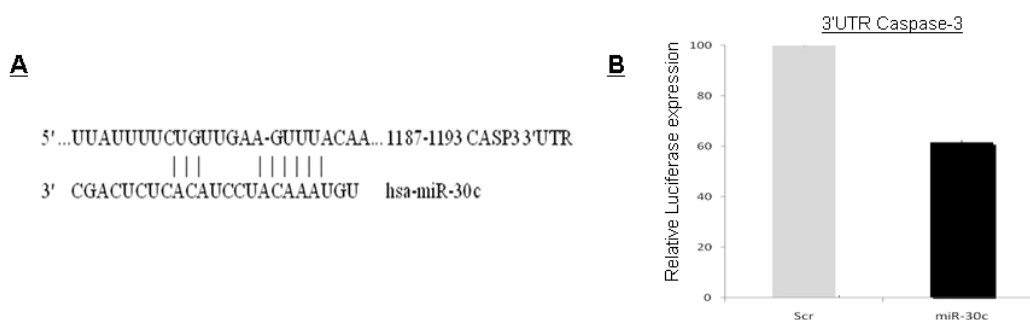 A
5' ...UUAUUUUCUGUUGAA-GUUUACAA... 1187-1193 CASP3 3'UTR
||| ||||||
3' CGACUCUCACAUCCUACAAAUGU hsa-miR-30c
B
3'UTR Caspase-3
Relative Luciferase expression
100
80
60
40
20
0
Scr
miR-30c